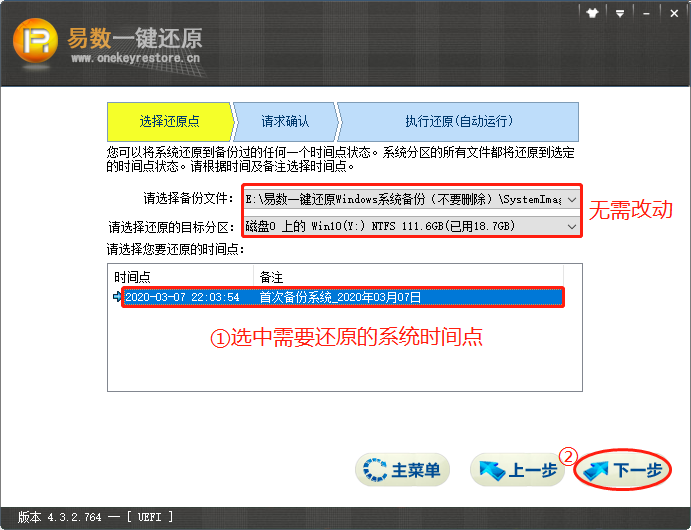 易数一键还原
www.onekeyrestore.cn
选择还原点
请求确认
执行还原(自动运行)
您可以将系统还原到备份过的任何一个时间点状态。系统分区的所有文件都将还原到选定
的时间点状态。请根据时间及备注选择时间点。
请选择备份文件:
E:\易数一键还原Windows系统备份（不要删除）\SystemImag
无需改动
请选择还原的目标分区:
磁盘0 上的 Win10(Y:) NTFS 111.6GB(已用18.7GB)
请选择您要还原的时间点:
时间点 备注
2020-03-07 22:03:54 首次备份系统_2020年03月07日
①选中需要还原的系统时间点
②
主菜单
上一步
下一步
版本 4.3.2.764 一 [ UEFI ]